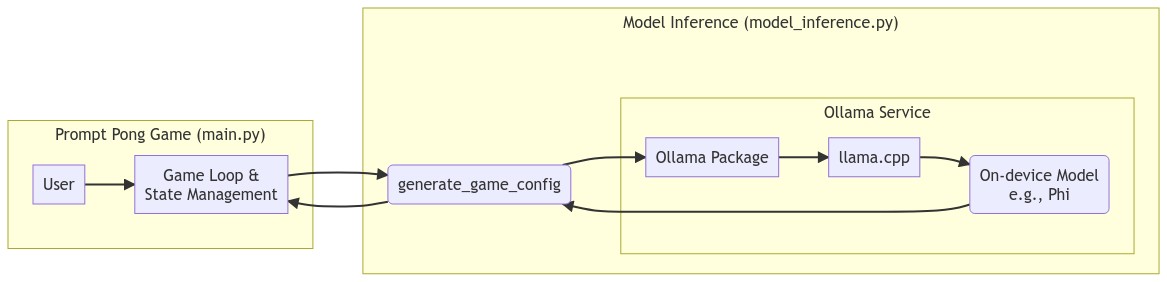 Model Inference (model_inference.py)
Ollama Service
Prompt Pong Game (main.py)
User
Game Loop &
State Management
generate_game_config
Ollama Package
llama.cpp
On-device Model
e.g., Phi